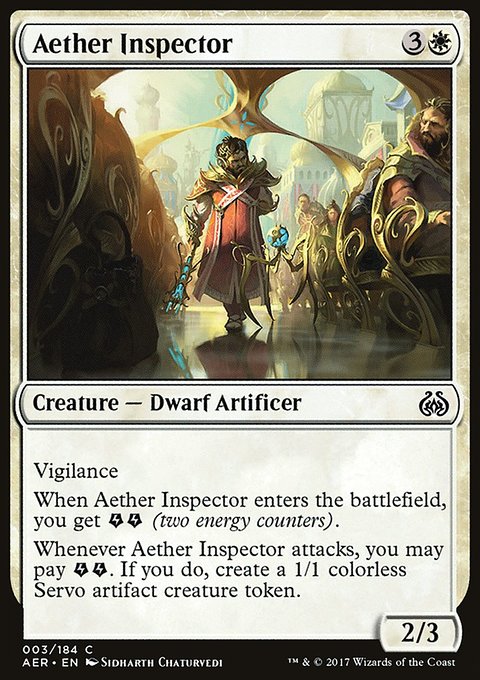 Aether Inspector 3
Creature — Dwarf Artificer
Vigilance
When Aether Inspector enters the battlefield,
you get (two energy counters).
Whenever Aether Inspector attacks, you may
pay . If you do, create a 1/1 colorless
Servo artifact creature token.
2/3
003/184 C
AER • EN Sidharth Chaturvedi
™ & © 2017 Wizards of the Coast